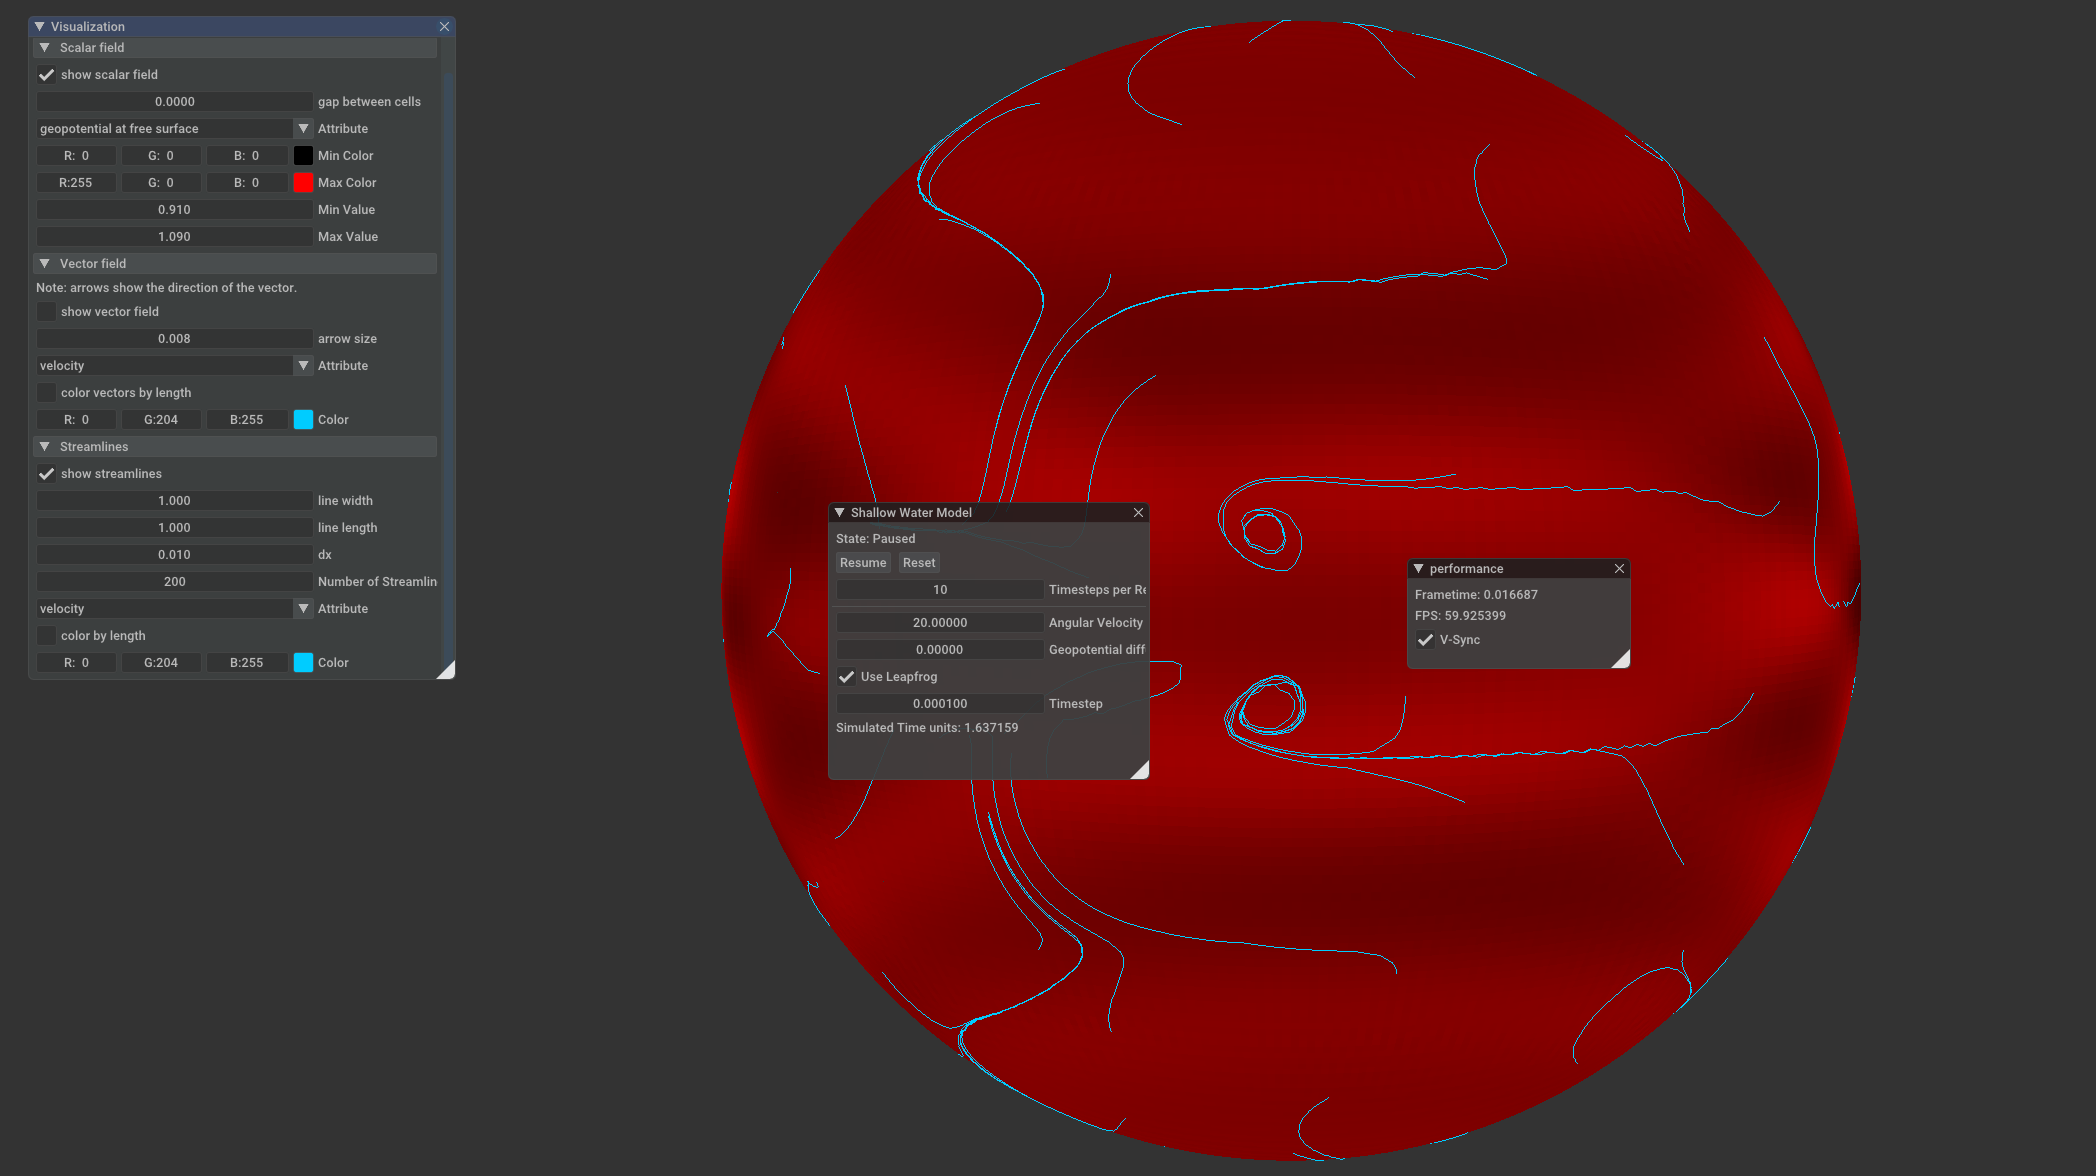 Visualization
Scalar field
show scalar field
0.0000 gap between cells
geopotential at free surface Attribute
R: 0 G: 0 B: 0 Min Color
R:255 G: 0 B: 0 Max Color
0.910 Min Value
1.090 Max Value
Vector field
Note: arrows show the direction of the vector.
show vector field
0.008 arrow size
velocity Attribute
color vectors by length
R: 0 G:204 B:255 Color
Streamlines
show streamlines
1.000 line width
1.000 line length
0.010 dx
200 Number of Streamlin
velocity Attribute
color by length
R: 0 G:204 B:255 Color
Shallow Water Model
State: Paused
Resume Reset
10 Timesteps per Re
20.00000 Angular Velocity
0.00000 Geopotential diff
Use Leapfrog
0.000100 Timestep
Simulated Time units: 1.637159
performance
Frametime: 0.016687
FPS: 59.925399
V-Sync